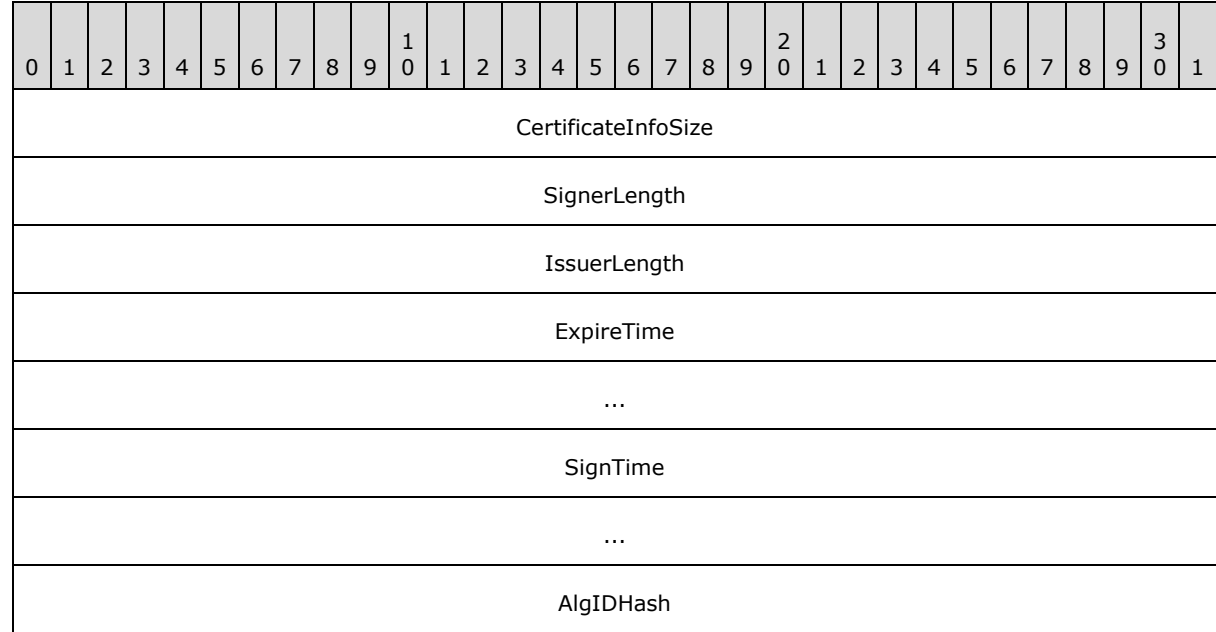 1 2 3
0 1 2 3 4 5 6 7 8 9 0 1 2 3 4 5 6 7 8 9 0 1 2 3 4 5 6 7 8 9 0 1
CertificateInfoSize
SignerLength
IssuerLength
ExpireTime
...
SignTime
...
AlgIDHash